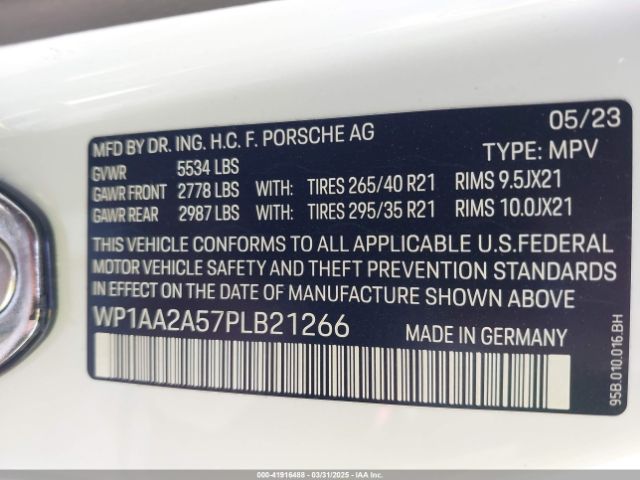 MFD BY DR. ING. H.C. F. PORSCHE AG 05/23
GVWR 5534 LBS TYPE: MPV
GAWR FRONT 2778 LBS WITH: TIRES 265/40 R21 RIMS 9.5JX21
GAWR REAR 2987 LBS WITH: TIRES 295/35 R21 RIMS 10.0JX21
THIS VEHICLE CONFORMS TO ALL APPLICABLE U.S.FEDERAL
MOTOR VEHICLE SAFETY AND THEFT PREVENTION STANDARDS
IN EFFECT ON THE DATE OF MANUFACTURE SHOWN ABOVE.
WP1AA2A57PLB21266 MADE IN GERMANY
95B.010.016.BH
000-41916488 - 03/31/2025 - IAA, Inc.